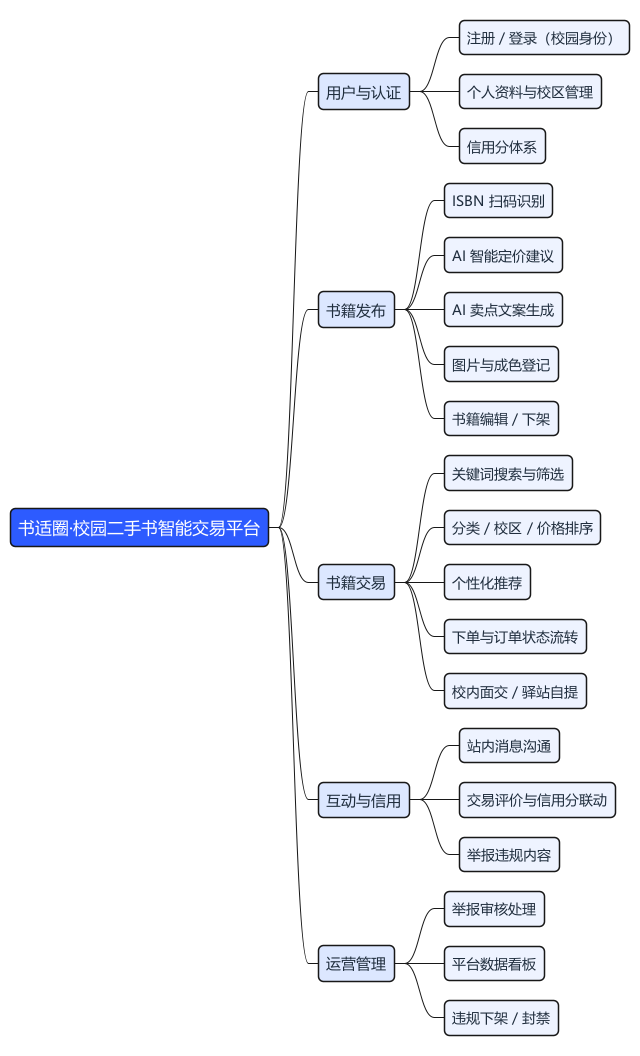 书适圈·校园二手书智能交易平台
用户与认证
注册 / 登录（校园身份）
个人资料与校区管理
信用分体系
书籍发布
ISBN 扫码识别
AI 智能定价建议
AI 卖点文案生成
图片与成色登记
书籍编辑 / 下架
书籍交易
关键词搜索与筛选
分类 / 校区 / 价格排序
个性化推荐
下单与订单状态流转
校内面交 / 驿站自提
互动与信用
站内消息沟通
交易评价与信用分联动
举报违规内容
运营管理
举报审核处理
平台数据看板
违规下架 / 封禁